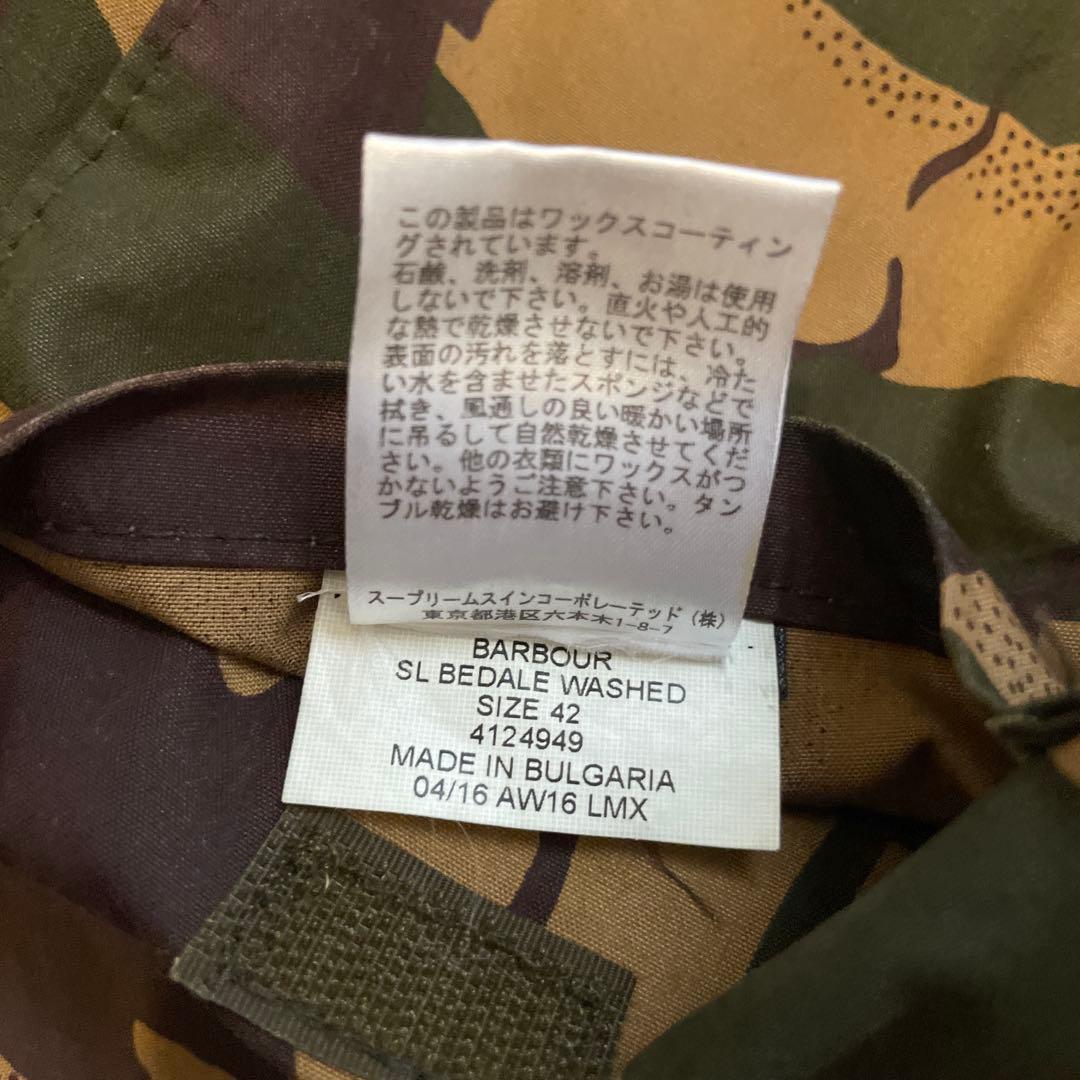 この製品はワックスコーティン
グされています。
石鹸、洗剤、溶剤、お湯は使用
しないで下さい。直火や人工的
な熱で乾燥させないで下さい。
表面の汚れを落とすには、冷た
い水を含ませたスポンジなどで
拭き、風通しの良い暖かい場所
に吊るして自然乾燥させてくだ
さい。他の衣類にワックスがつ
かないようご注意下さい。タン
ブル乾燥はお避け下さい。
スープリームスインコーポレーテッド（株）
東京都港区六本木1-8-7
BARBOUR
SL BEDALE WASHED
SIZE 42
4124949
MADE IN BULGARIA
04/16 AW16 LMX